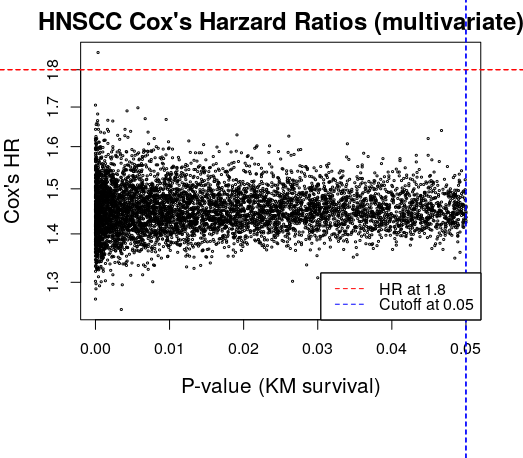 HNSCC Cox's Harzard Ratios (multivariate)
Cox's HR
1.8
1.7
1.6
1.5
1.4
1.3
HR at 1.8
Cutoff at 0.05
0.00 0.01 0.02 0.03 0.04 0.05
P-value (KM survival)